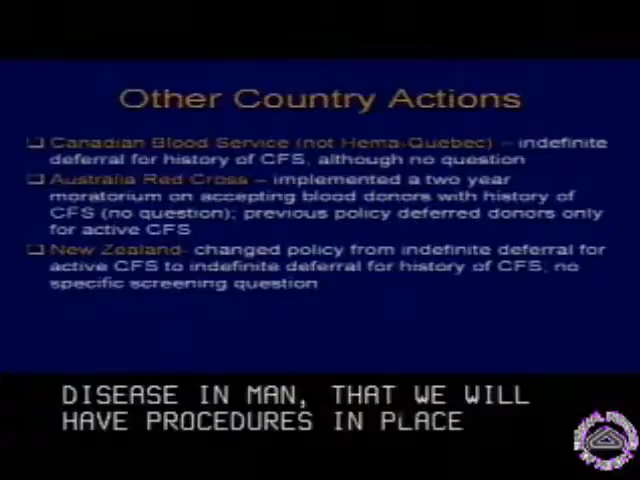 Other Country Actions
Canadian Blood Service (not Hema-Quebec) – indefinite
deferral for history of CFS, although no question
Australia Red Cross – implemented a two year
moratorium on accepting blood donors with history of
CFS (no question); previous policy deferred donors only
for active CFS
New Zealand- changed policy from indefinite deferral for
active CFS to indefinite deferral for history of CFS, no
specific screening question
DISEASE IN MAN, THAT WE WILL
HAVE PROCEDURES IN PLACE